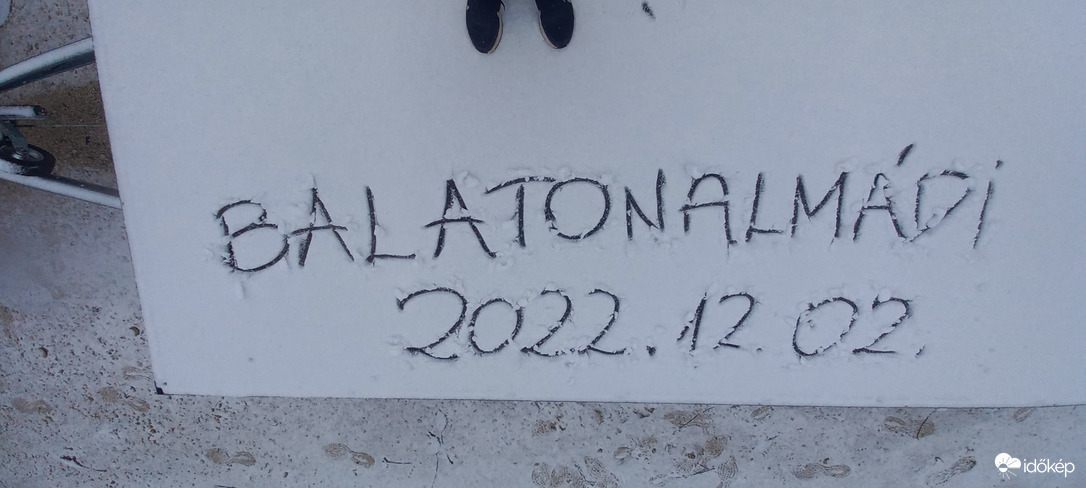 BALATONALMÁDI
2022.12.02.
időkép